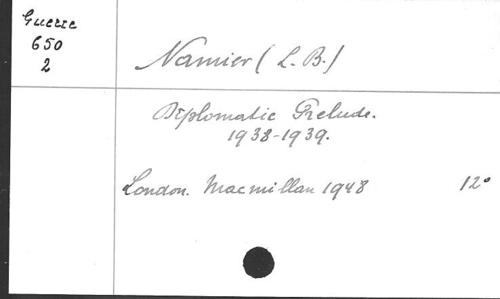 Guerre
650
2
Namier (L.B.)
Diplomatic Prelude.
1938-1939.
London. Macmillan 1948 12°